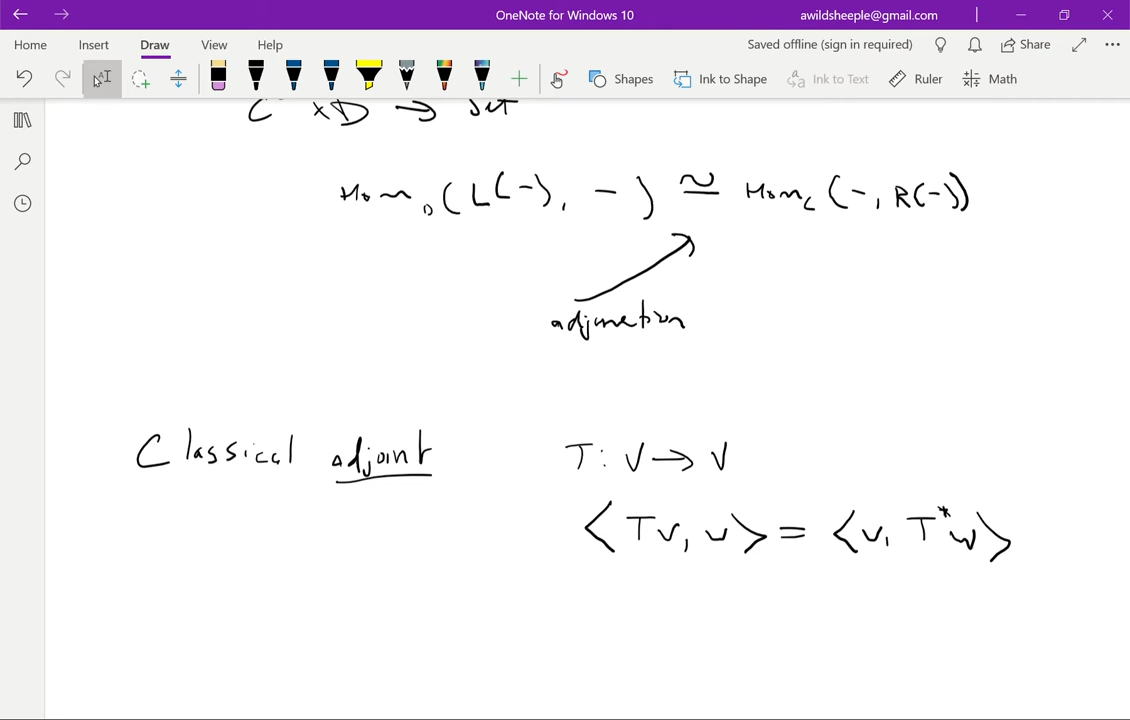 OneNote for Windows 10
awildsheeple@gmail.com
Home Insert Draw View Help
Saved offline (sign in required)
Share
Shapes
Ink to Shape
Ink to Text
Ruler
Math
C × D → Set
Hom_D (L(-), -) ≅ Hom_C (-, R(-))
adjunction
Classical adjoint
T: V → V
⟨Tv, w⟩ = ⟨v, T*w⟩